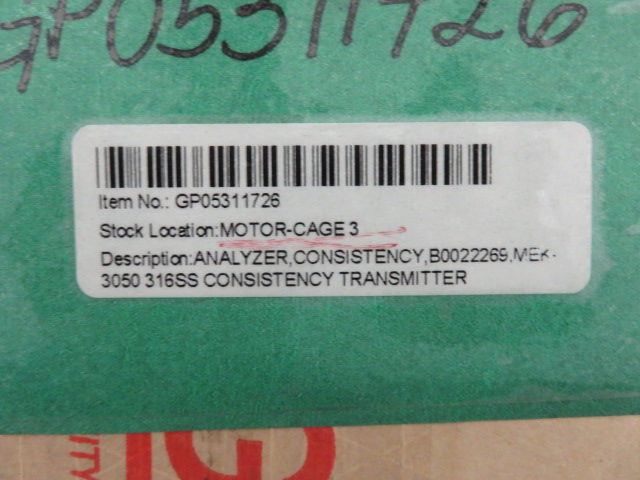 GP05311726
Item No.: GP05311726
Stock Location:MOTOR-CAGE 3
Description:ANALYZER,CONSISTENCY,B0022269,MEK-
3050 316SS CONSISTENCY TRANSMITTER